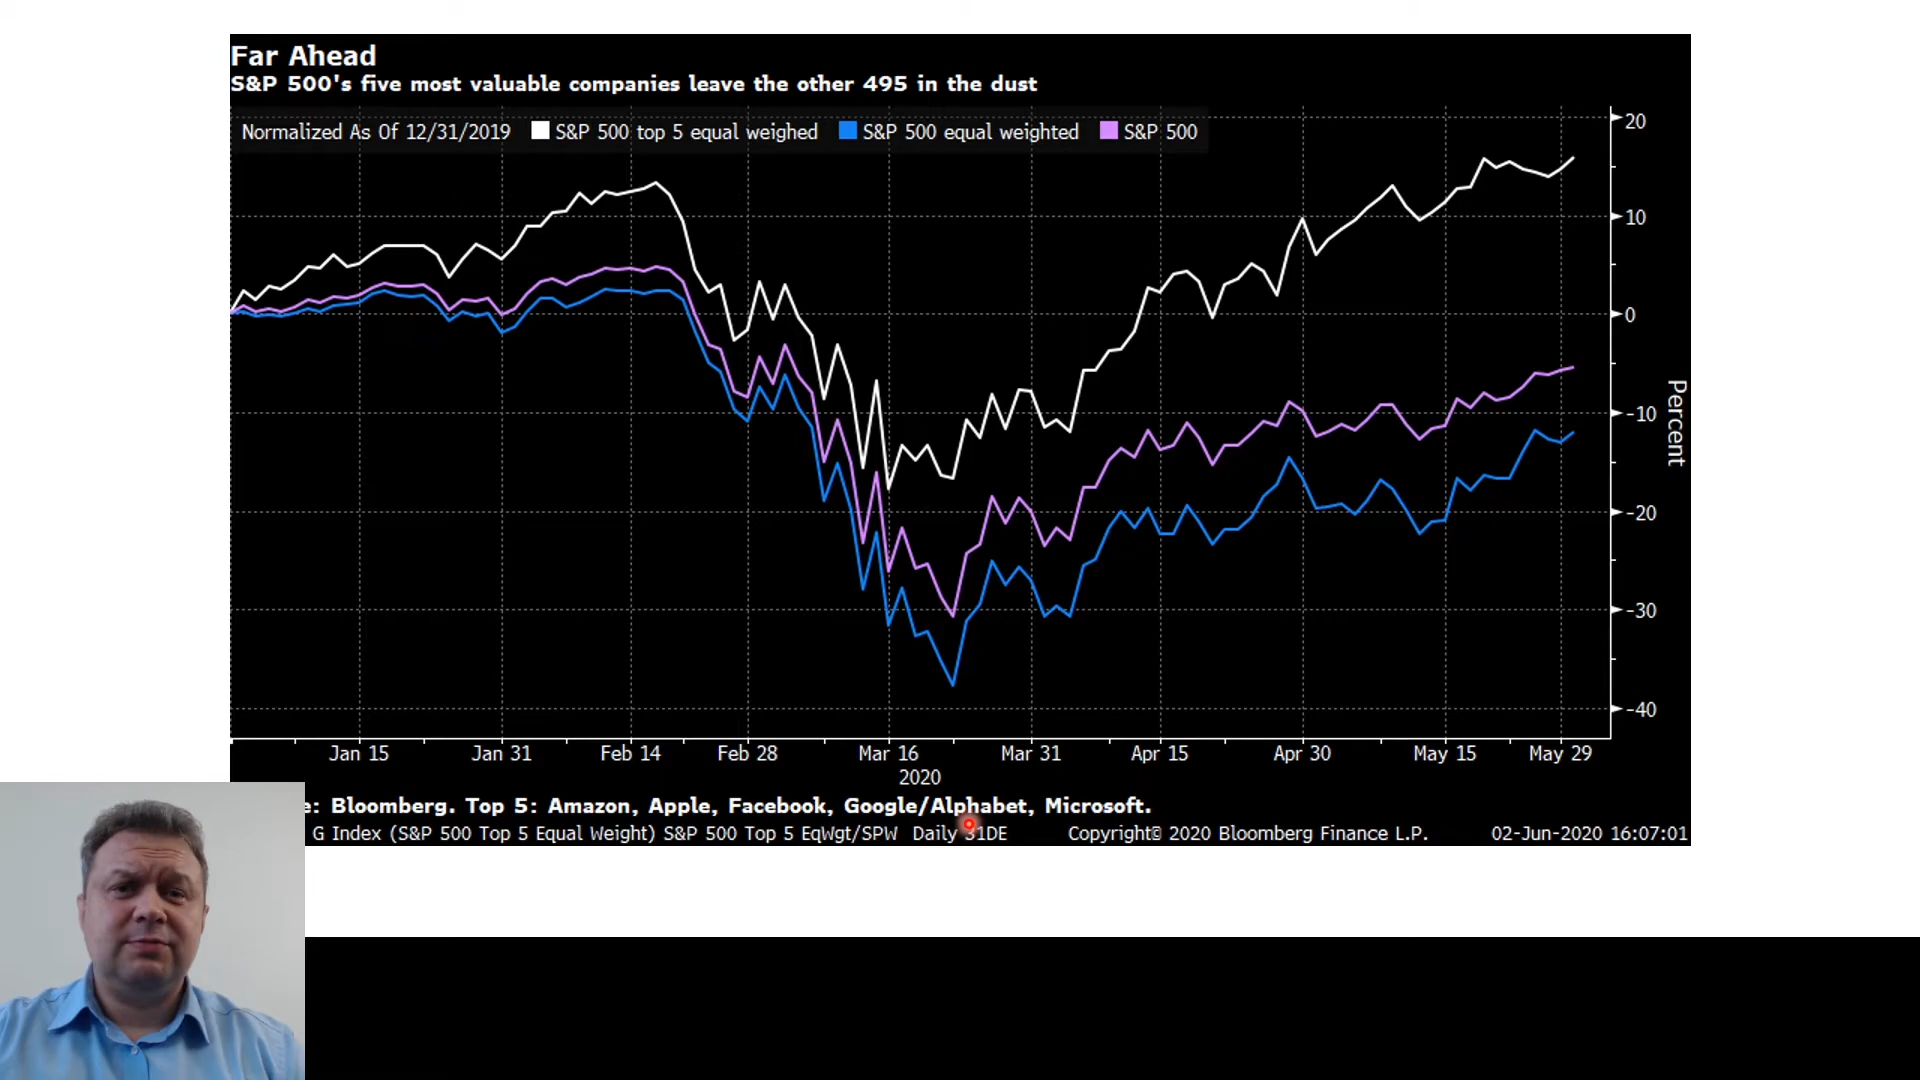 Far Ahead
S&P 500's five most valuable companies leave the other 495 in the dust
Normalized As Of 12/31/2019 S&P 500 top 5 equal weighed S&P 500 equal weighted S&P 500
20
10
0
-10
-20
-30
-40
Percent
Jan 15 Jan 31 Feb 14 Feb 28 Mar 16 Mar 31 Apr 15 Apr 30 May 15 May 29
2020
e: Bloomberg. Top 5: Amazon, Apple, Facebook, Google/Alphabet, Microsoft.
G Index (S&P 500 Top 5 Equal Weight) S&P 500 Top 5 EqWgt/SPW Daily 31DE Copyright© 2020 Bloomberg Finance L.P. 02-Jun-2020 16:07:01